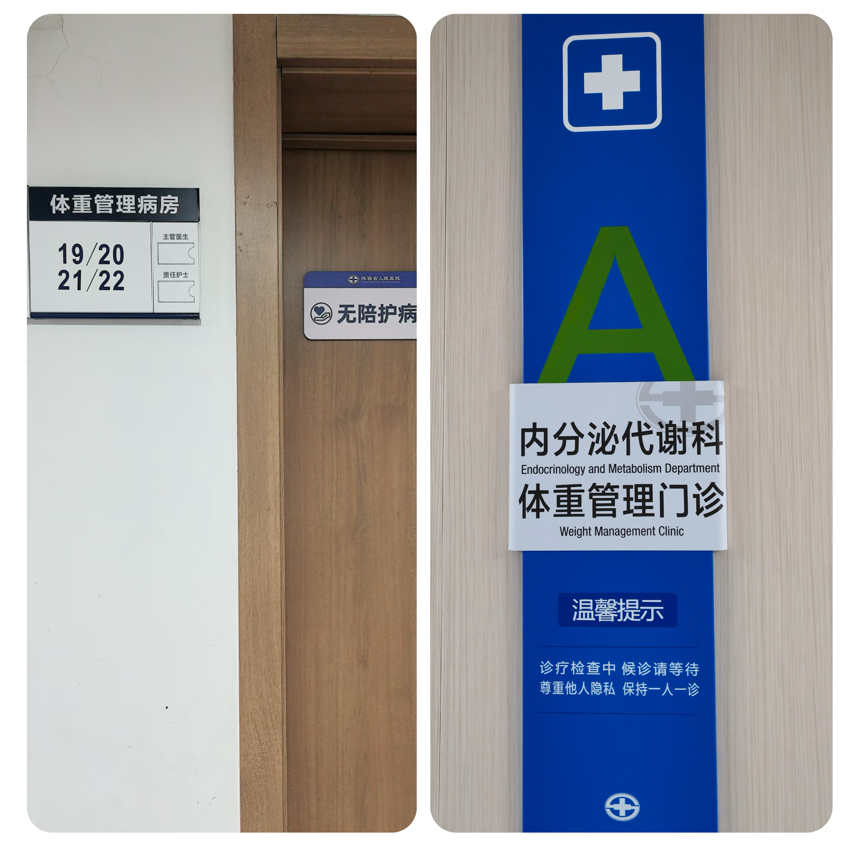 体重管理病房
19/20
21/22
主管医生
责任护士
无陪护病
A
内分泌代谢科
Endocrinology and Metabolism Department
体重管理门诊
Weight Management Clinic
温馨提示
诊疗检查中 候诊请等待
尊重他人隐私 保持一人一诊